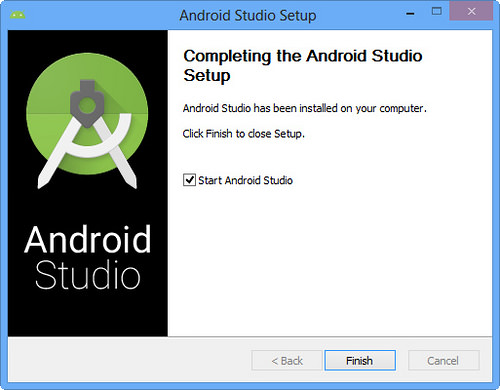 Android Studio Setup
Completing the Android Studio
Setup
Android Studio has been installed on your computer.
Click Finish to close Setup.
Start Android Studio
Android
Studio
< Back
Finish
Cancel